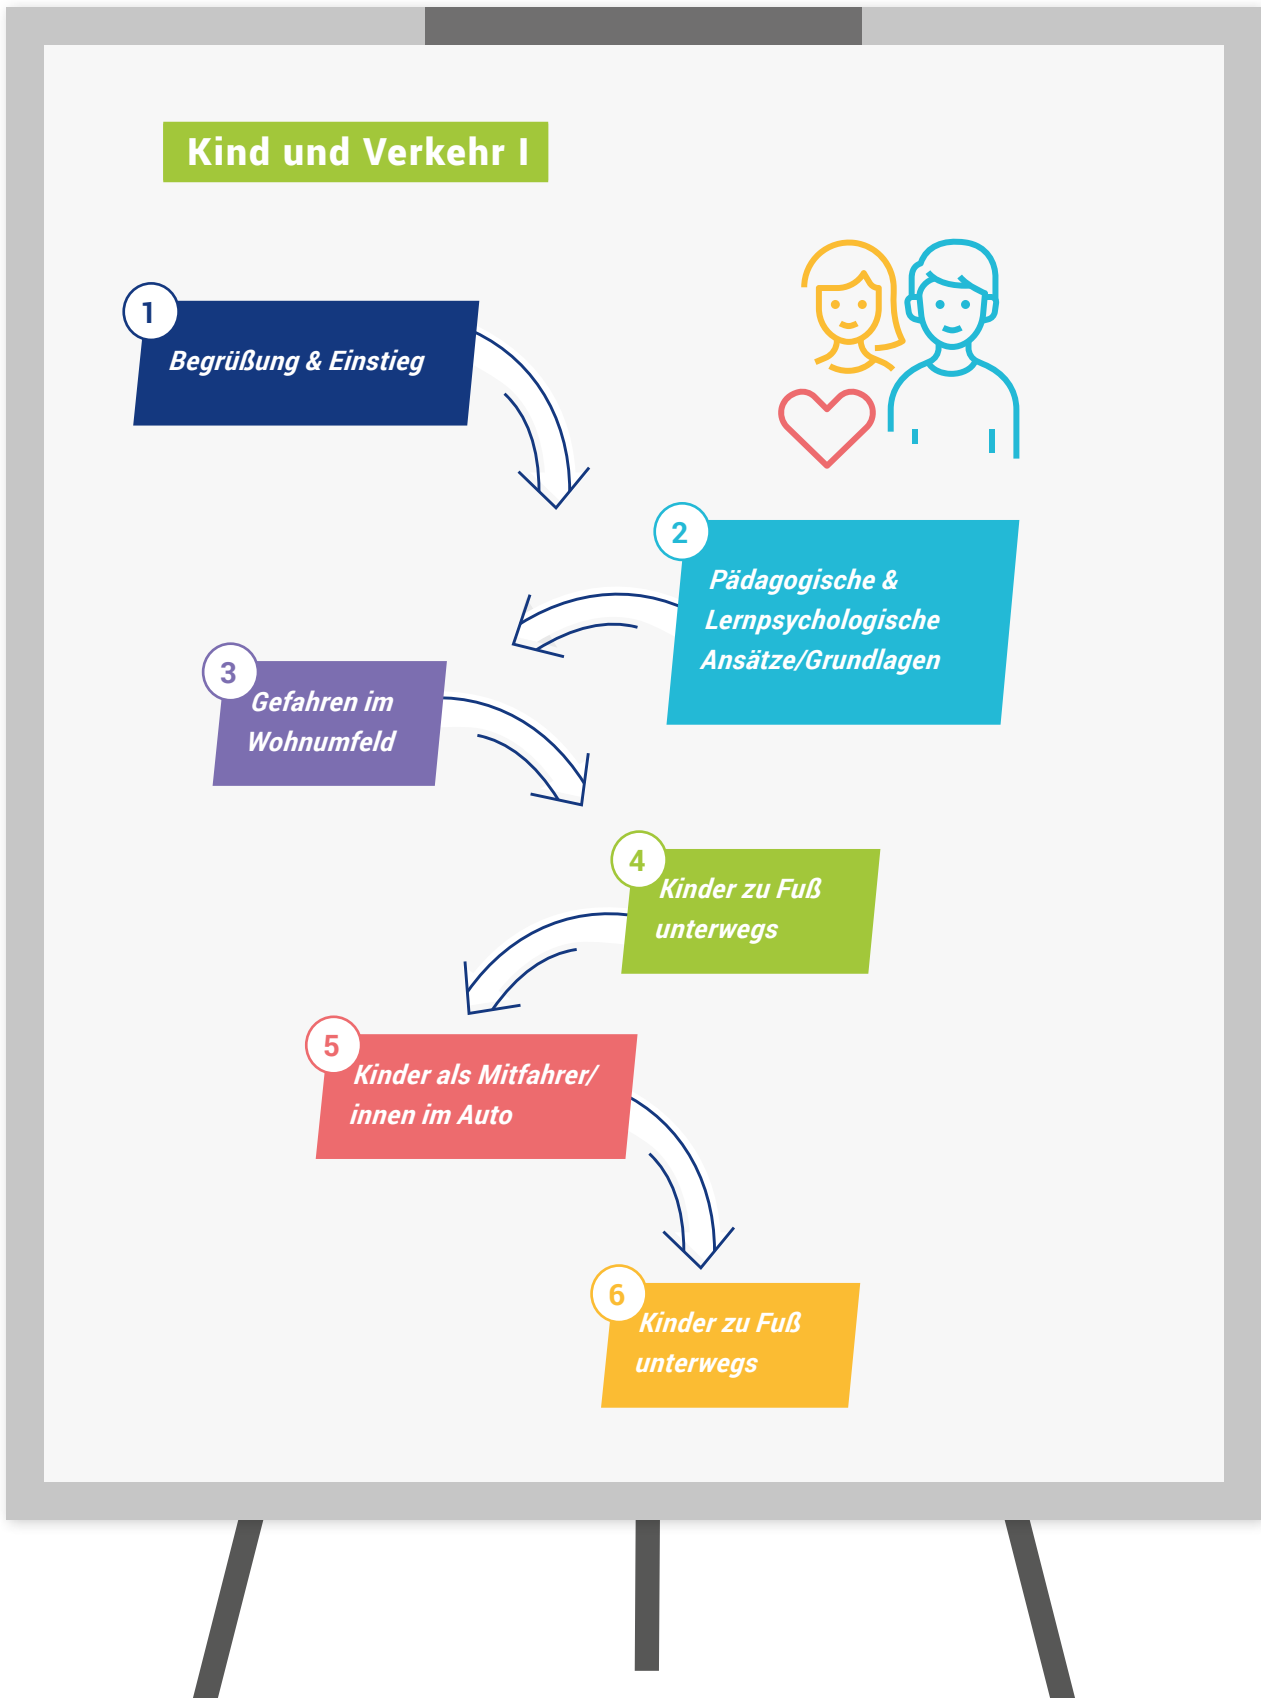 Kind und Verkehr I
1
Begrüßung & Einstieg
2
Pädagogische &
Lernpsychologische
Ansätze/Grundlagen
3
Gefahren im
Wohnumfeld
4
Kinder zu Fuß
unterwegs
5
Kinder als Mitfahrer/
innen im Auto
6
Kinder zu Fuß
unterwegs